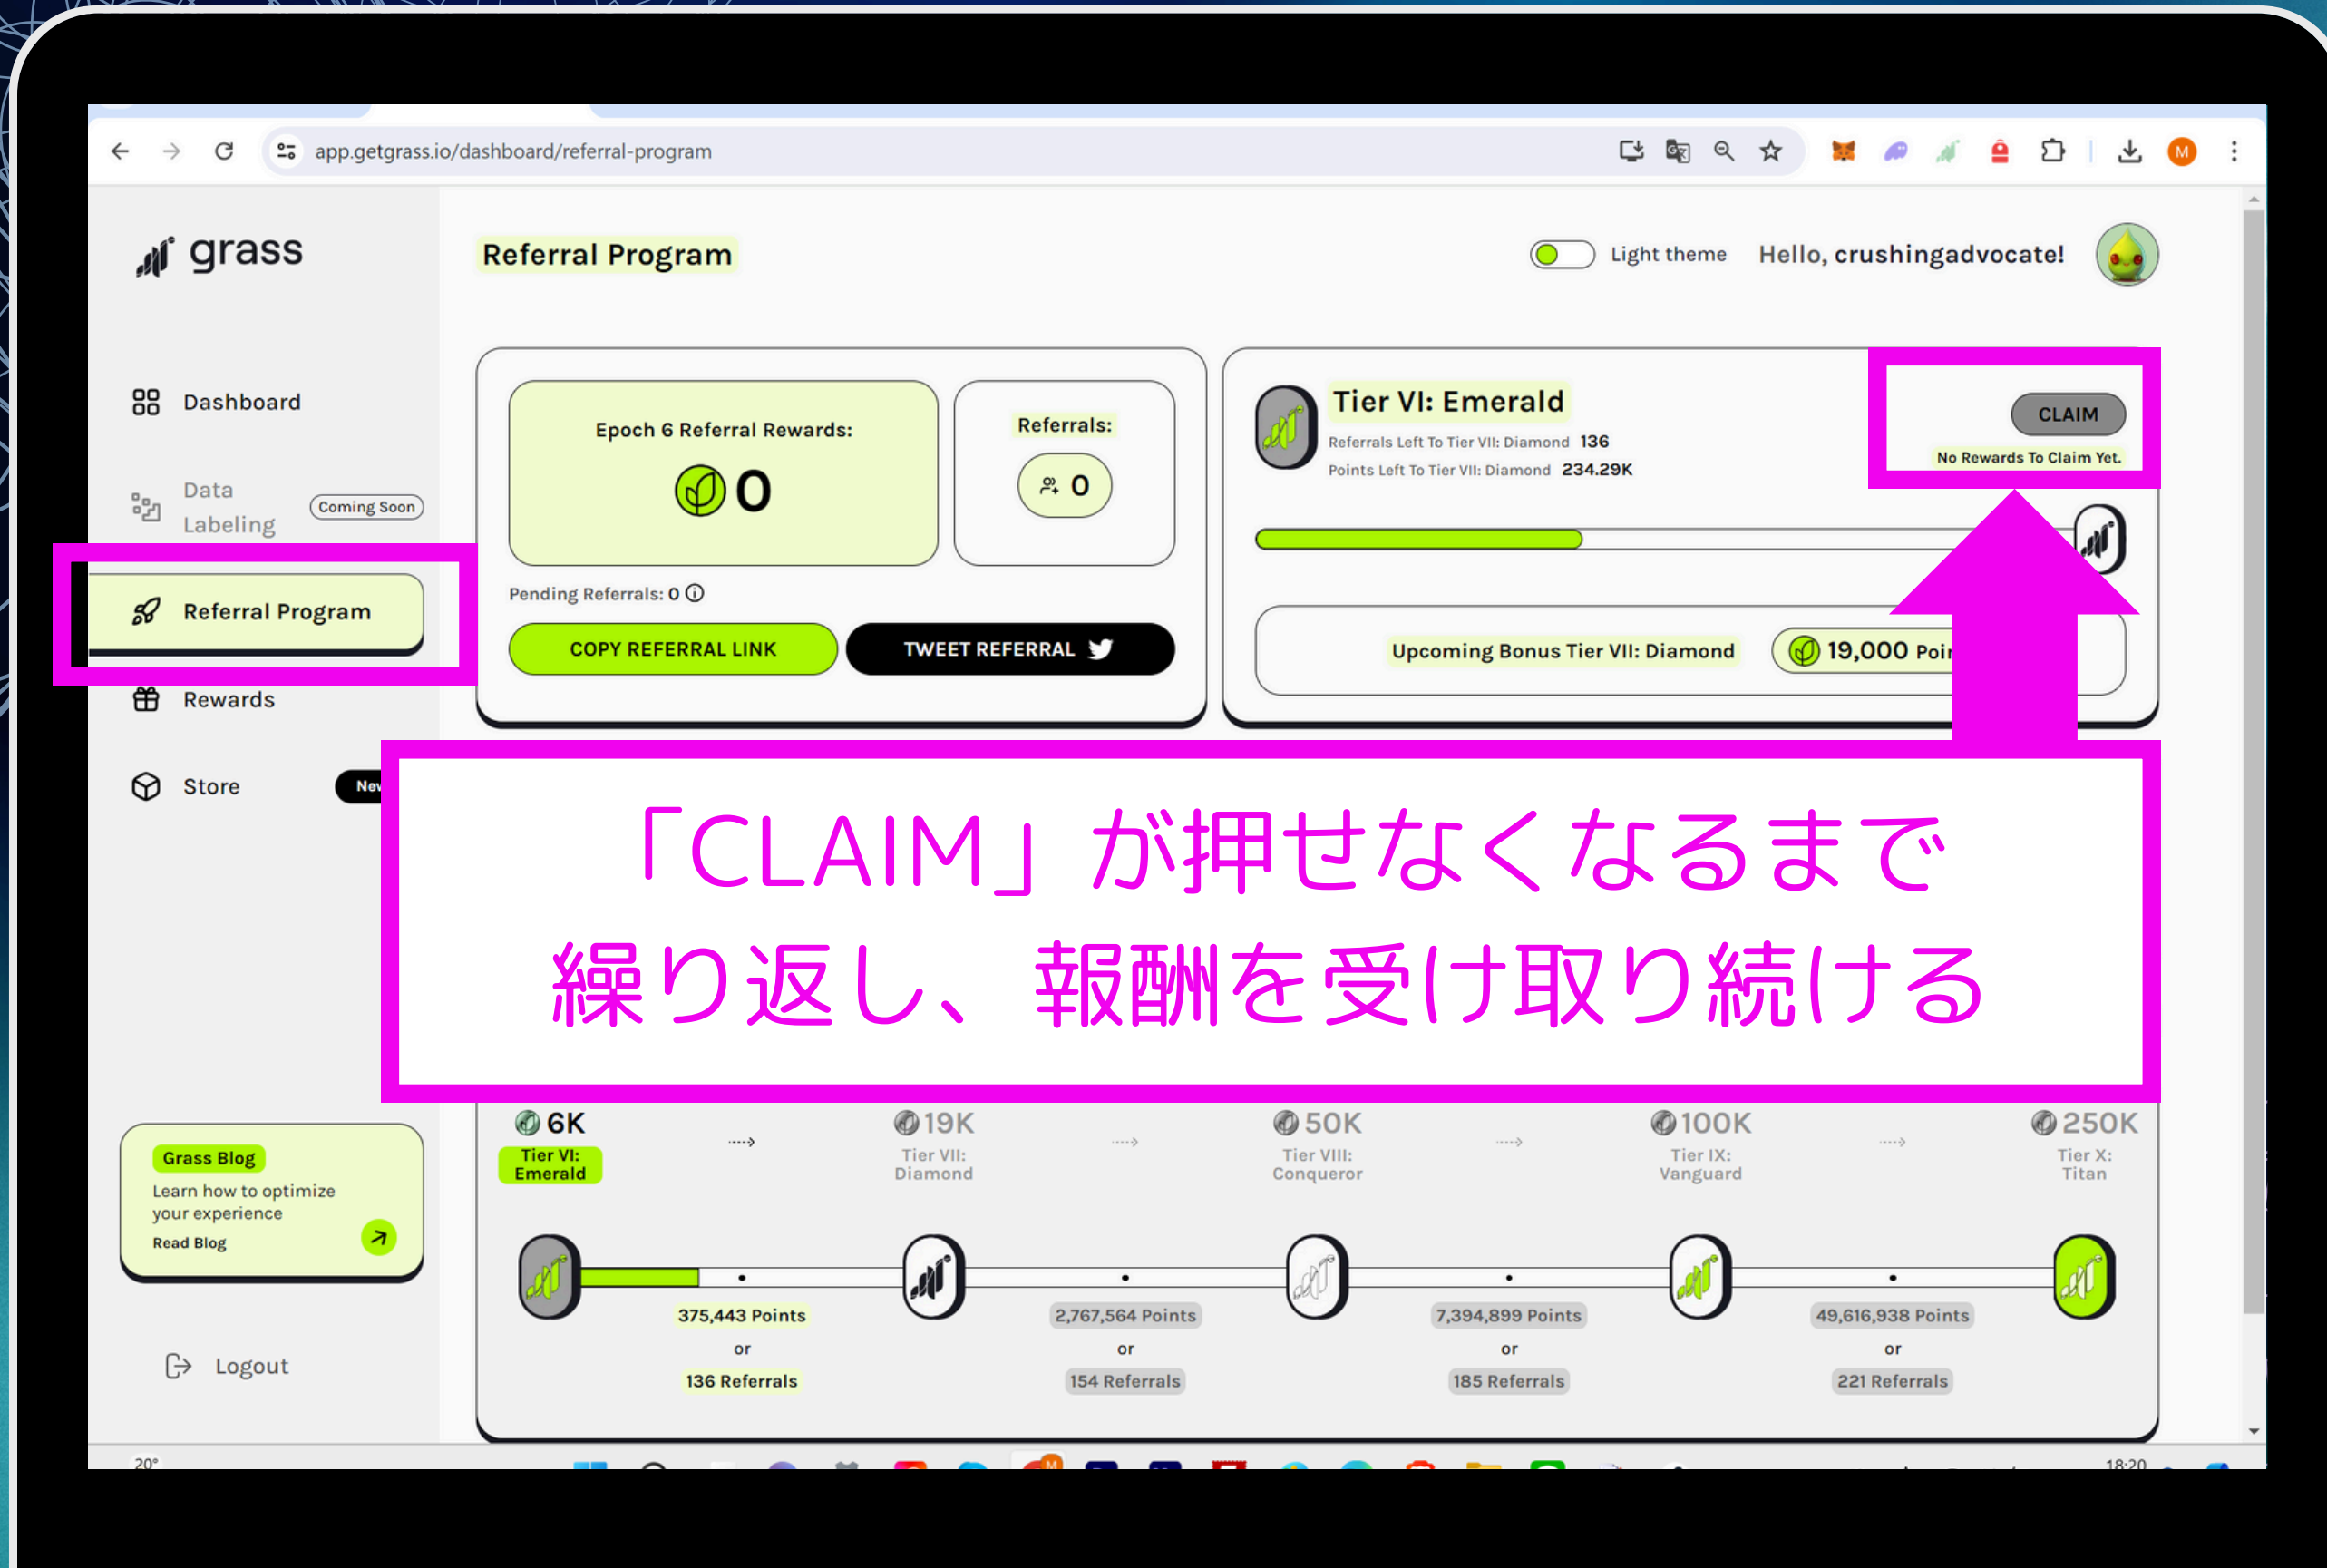 app.getgrass.io/dashboard/referral-program
M
grass
Referral Program
Light theme
Hello, crushingadvocate!
Dashboard
Data
Labeling
Coming Soon
Referral Program
Rewards
Store
Epoch 6 Referral Rewards:
0
Referrals:
0
Pending Referrals: 0
COPY REFERRAL LINK
TWEET REFERRAL
Tier VI: Emerald
Referrals Left To Tier VII: Diamond 136
Points Left To Tier VII: Diamond 234.29K
CLAIM
No Rewards To Claim Yet.
Upcoming Bonus Tier VII: Diamond
19,000
「CLAIM」が押せなくなるまで
繰り返し、報酬を受け取り続ける
6K
Tier VI:
Emerald
19K
Tier VII:
Diamond
50K
Tier VIII:
Conqueror
100K
Tier IX:
Vanguard
250K
Tier X:
Titan
375,443 Points
or
136 Referrals
2,767,564 Points
or
154 Referrals
7,394,899 Points
or
185 Referrals
49,616,938 Points
or
221 Referrals
Grass Blog
Learn how to optimize
your experience
Read Blog
Logout
20°
18:20